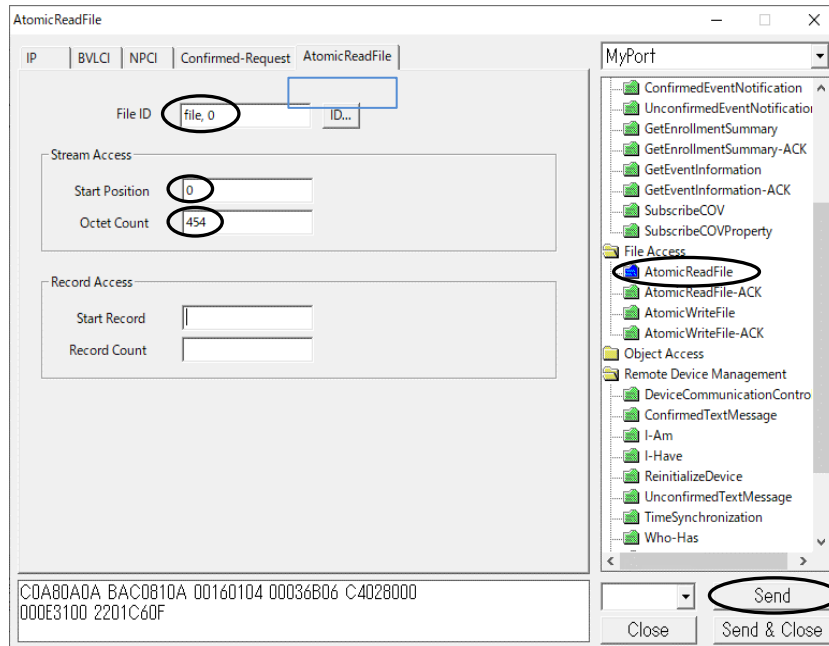 AtomicReadFile
IP
BVLCI
NPCI
Confirmed-Request
AtomicReadFile
File ID
file, 0
ID...
Stream Access
Start Position
0
Octet Count
454
Record Access
Start Record
Record Count
MyPort
ConfirmedEventNotification
UnconfirmedEventNotification
GetEnrollmentSummary
GetEnrollmentSummary-ACK
GetEventInformation
GetEventInformation-ACK
SubscribeCOV
SubscribeCOVProperty
File Access
AtomicReadFile
AtomicReadFile-ACK
AtomicWriteFile
AtomicWriteFile-ACK
Object Access
Remote Device Management
DeviceCommunicationContro
ConfirmedTextMessage
I-Am
I-Have
ReinitializeDevice
UnconfirmedTextMessage
TimeSynchronization
Who-Has
C0A80A0A BAC0810A 00160104 00036B06 C4028000
000E3100 2201C60F
Send
Close
Send & Close